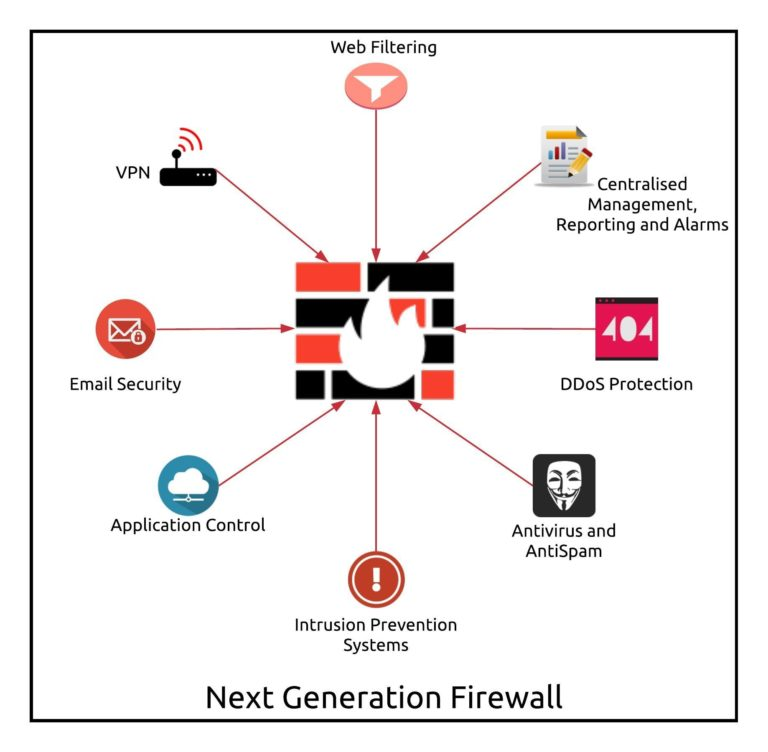 Web Filtering
VPN
Centralised
Management,
Reporting and Alarms
Email Security
404
DDoS Protection
Application Control
Antivirus and
AntiSpam
Intrusion Prevention
Systems
Next Generation Firewall